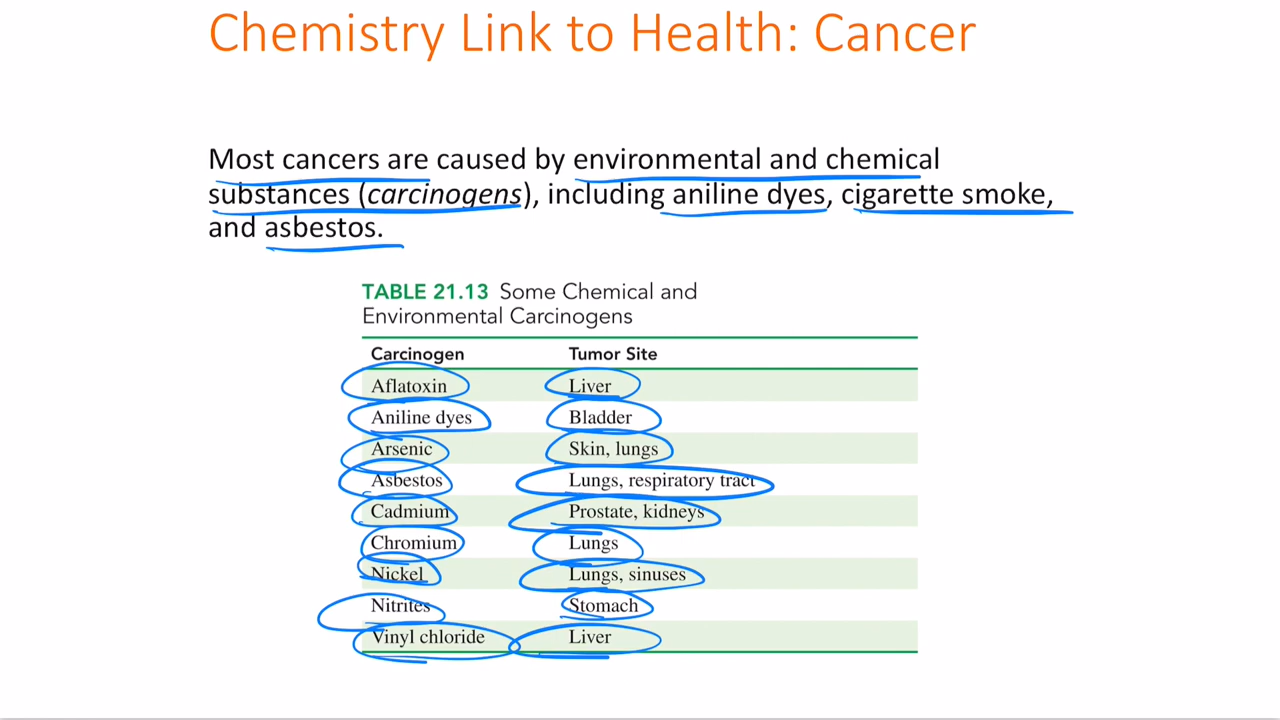 Chemistry Link to Health: Cancer
Most cancers are caused by environmental and chemical
substances (carcinogens), including aniline dyes, cigarette smoke,
and asbestos.
TABLE 21.13 Some Chemical and
Environmental Carcinogens
Carcinogen Tumor Site
Aflatoxin Liver
Aniline dyes Bladder
Arsenic Skin, lungs
Asbestos Lungs, respiratory tract
Cadmium Prostate, kidneys
Chromium Lungs
Nickel Lungs, sinuses
Nitrites Stomach
Vinyl chloride Liver